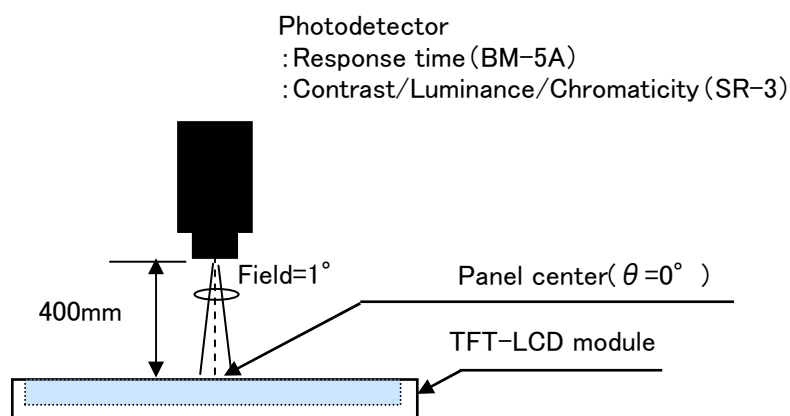 Photodetector
:Response time(BM-5A)
:Contrast/Luminance/Chromaticity(SR-3)
Field=1°
Panel center(θ=0° )
400mm
TFT-LCD module